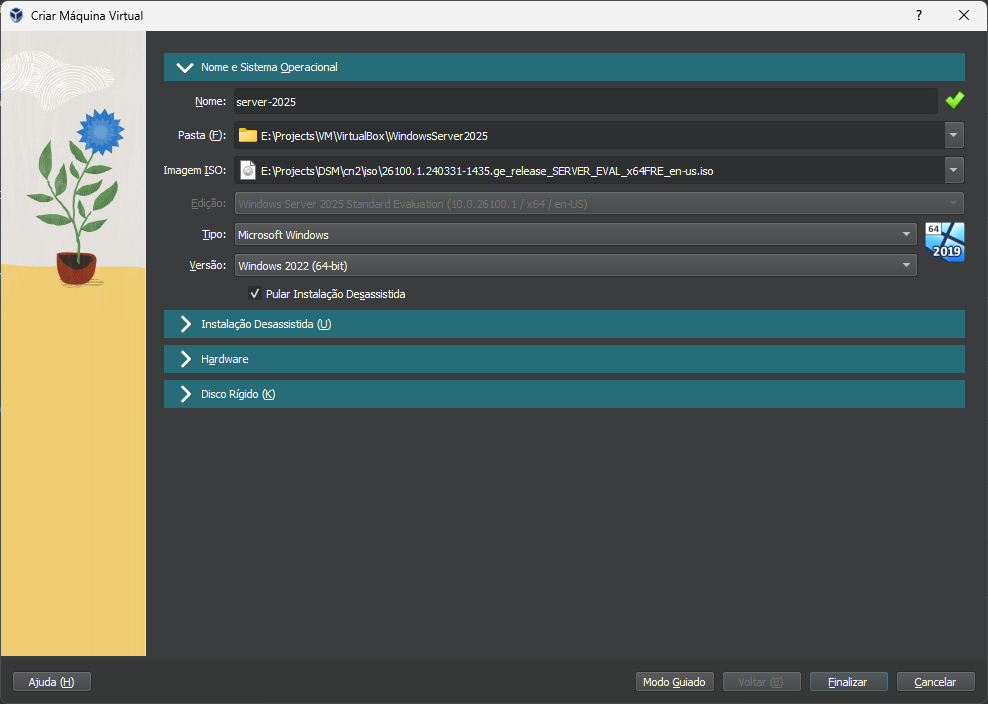 Criar Máquina Virtual
?
Nome e Sistema Operacional
Nome: server-2025
Pasta (F): E:\Projects\VM\VirtualBox\WindowsServer2025
Imagem ISO: E:\Projects\DSM\cn2\iso\26100.1.240331-1435.ge_release_SERVER_EVAL_x64FRE_en-us.iso
Edição: Windows Server 2025 Standard Evaluation (10.0.26100.1 / x64 / en-US)
Tipo: Microsoft Windows
64
2019
Versão: Windows 2022 (64-bit)
Pular Instalação Desassistida
Instalação Desassistida (U)
Hardware
Disco Rígido (K)
Ajuda (H) Modo Guiado Voltar (B) Finalizar Cancelar